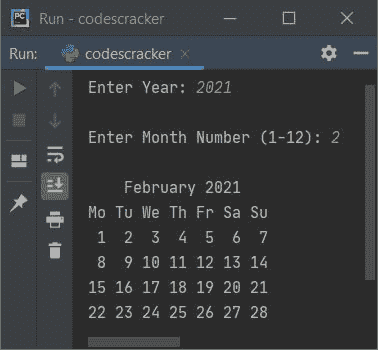 PC
Run - codescracker
Run: codescracker
Enter Year: 2021
Enter Month Number (1-12): 2
February 2021
Mo Tu We Th Fr Sa Su
1 2 3 4 5 6 7
8 9 10 11 12 13 14
15 16 17 18 19 20 21
22 23 24 25 26 27 28